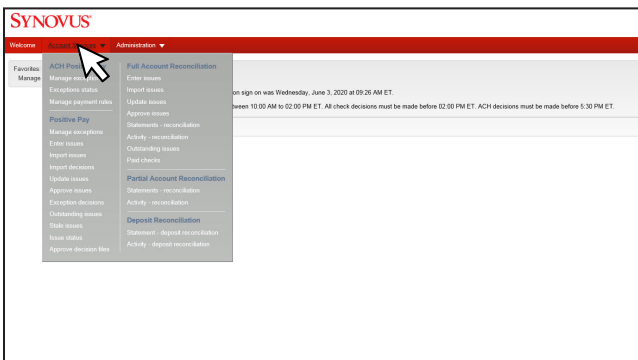 SYNOVUS®
Welcome Account Services Administration
Favorites
Manage
ACH Positive Pay
Manage exceptions
Exceptions status
Manage payment rules
Positive Pay
Manage exceptions
Enter issues
Import issues
Import decisions
Update issues
Approve issues
Exception decisions
Outstanding issues
Stale issues
Issue status
Approve decision files
Full Account Reconciliation
Enter issues
Import issues
Update issues
Approve issues
Statements - reconciliation
Activity - reconciliation
Outstanding issues
Paid checks
Partial Account Reconciliation
Statements - reconciliation
Activity - reconciliation
Deposit Reconciliation
Statement - deposit reconciliation
Activity - deposit reconciliation
on sign on was Wednesday, June 3, 2020 at 09:26 AM ET.
tween 10:00 AM to 02:00 PM ET. All check decisions must be made before 02:00 PM ET. ACH decisions must be made before 5:30 PM ET.